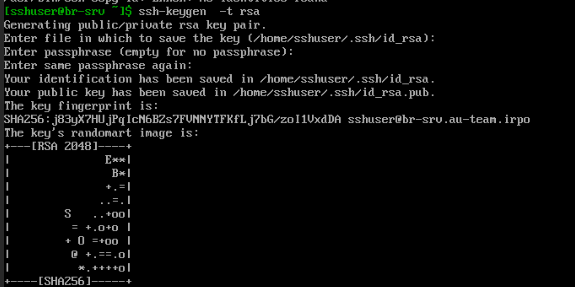 [sshuser@br-srv ~]$ ssh-keygen -t rsa
Generating public/private rsa key pair.
Enter file in which to save the key (/home/sshuser/.ssh/id_rsa):
Enter passphrase (empty for no passphrase):
Enter same passphrase again:
Your identification has been saved in /home/sshuser/.ssh/id_rsa.
Your public key has been saved in /home/sshuser/.ssh/id_rsa.pub.
The key fingerprint is:
SHA256:j83yX7HUjPqIcN6BZs7FVNNYTFKfLj7bG/zoI1VxdDA sshuser@br-srv.au-team.irpo
The key's randomart image is:
+---[RSA 2048]----+
|              E**|
|               B*|
|              +.=|
|             ..=.|
|        S   ..+oo|
|         = +.o+o |
|        + O =+oo |
|         @ +.==.o|
|          *.++++o|
+----[SHA256]-----+